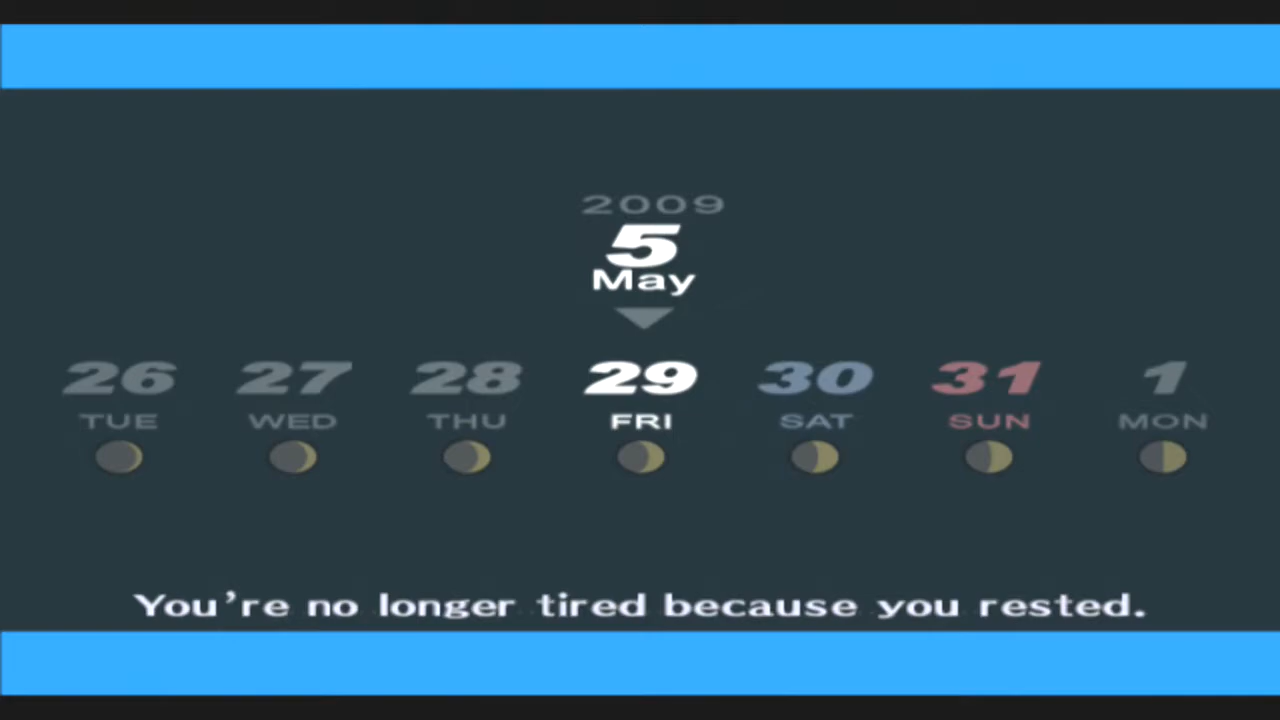 2009
5
May
26 27 28 29 30 31 1
TUE WED THU FRI SAT SUN MON
You're no longer tired because you rested.